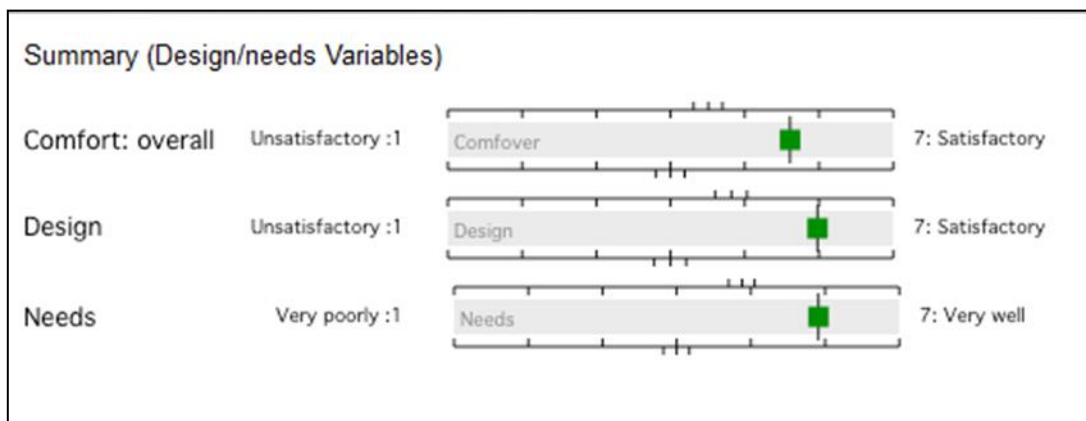 Summary (Design/needs Variables)
Comfort: overall Unsatisfactory :1 Comfover 7: Satisfactory
Design Unsatisfactory :1 Design 7: Satisfactory
Needs Very poorly :1 Needs 7: Very well